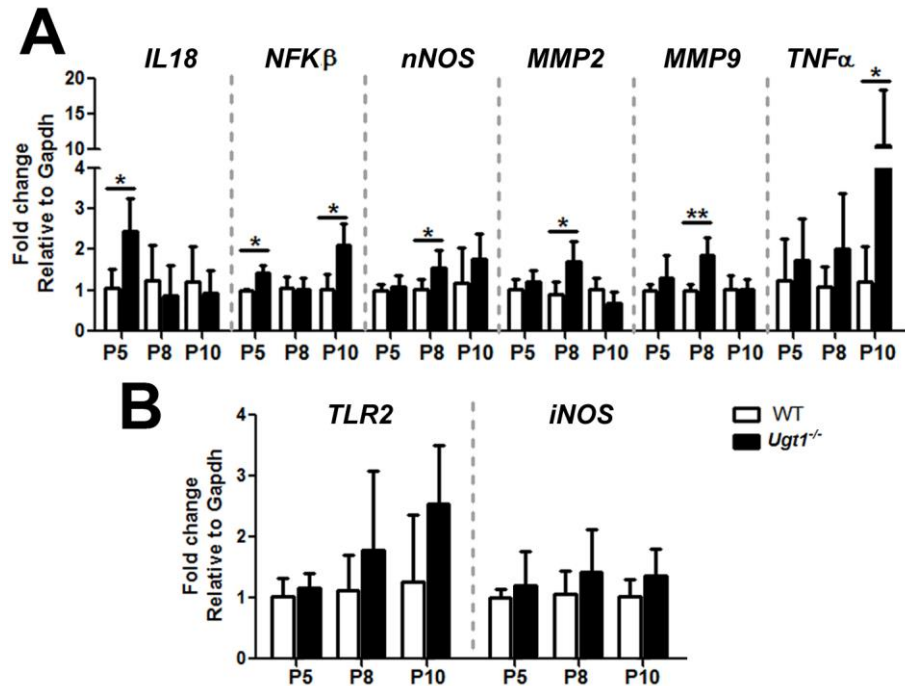 A
IL18 NFKβ nNOS MMP2 MMP9 TNFα
20
15
10
4
3
2
1
0
Fold change
Relative to Gapdh
* * * * * ** *
P5 P8 P10 P5 P8 P10 P5 P8 P10 P5 P8 P10 P5 P8 P10 P5 P8 P10
B
TLR2 iNOS
4
3
2
1
0
Fold change
Relative to Gapdh
WT
Ugt1-/-
P5 P8 P10 P5 P8 P10